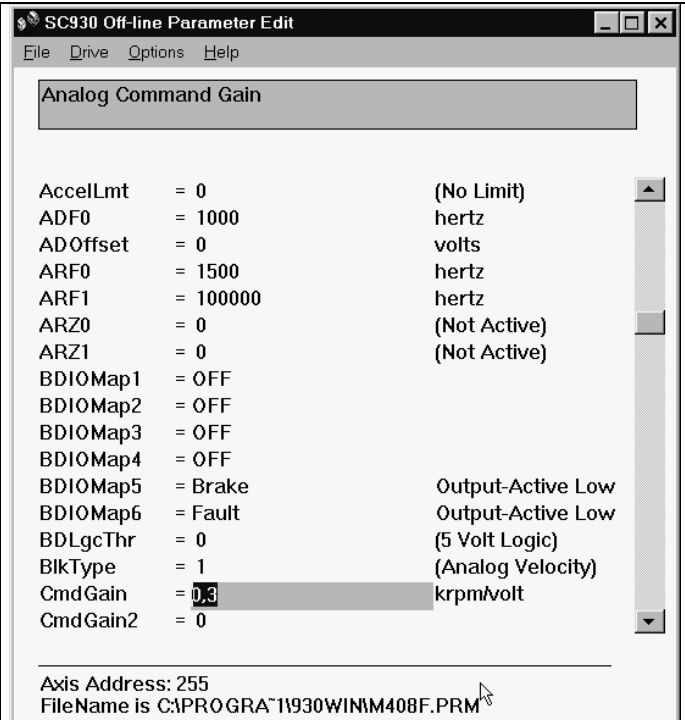 SC930 Off-line Parameter Edit
File Drive Options Help
Analog Command Gain
AccelLmt = 0 (No Limit)
ADF0 = 1000 hertz
ADOffset = 0 volts
ARF0 = 1500 hertz
ARF1 = 100000 hertz
ARZ0 = 0 (Not Active)
ARZ1 = 0 (Not Active)
BDIOMap1 = OFF
BDIOMap2 = OFF
BDIOMap3 = OFF
BDIOMap4 = OFF
BDIOMap5 = Brake Output-Active Low
BDIOMap6 = Fault Output-Active Low
BDLgcThr = 0 (5 Volt Logic)
BlkType = 1 (Analog Velocity)
CmdGain = 0,3 krpm/volt
CmdGain2 = 0
Axis Address: 255
FileName is C:\PROGRA~1\930WIN\M408F.PRM